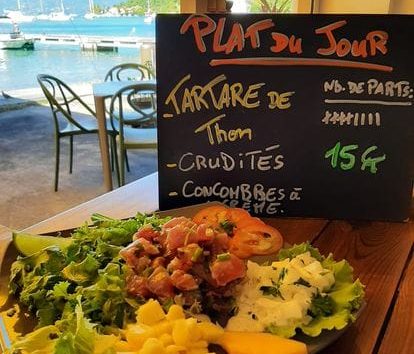 PLAT DU JOUR
-TARTARE DE
Thon
-CRUDITÉS
-CONCOMBRES à
CRÈME.
NB. DE PARTS:
15€